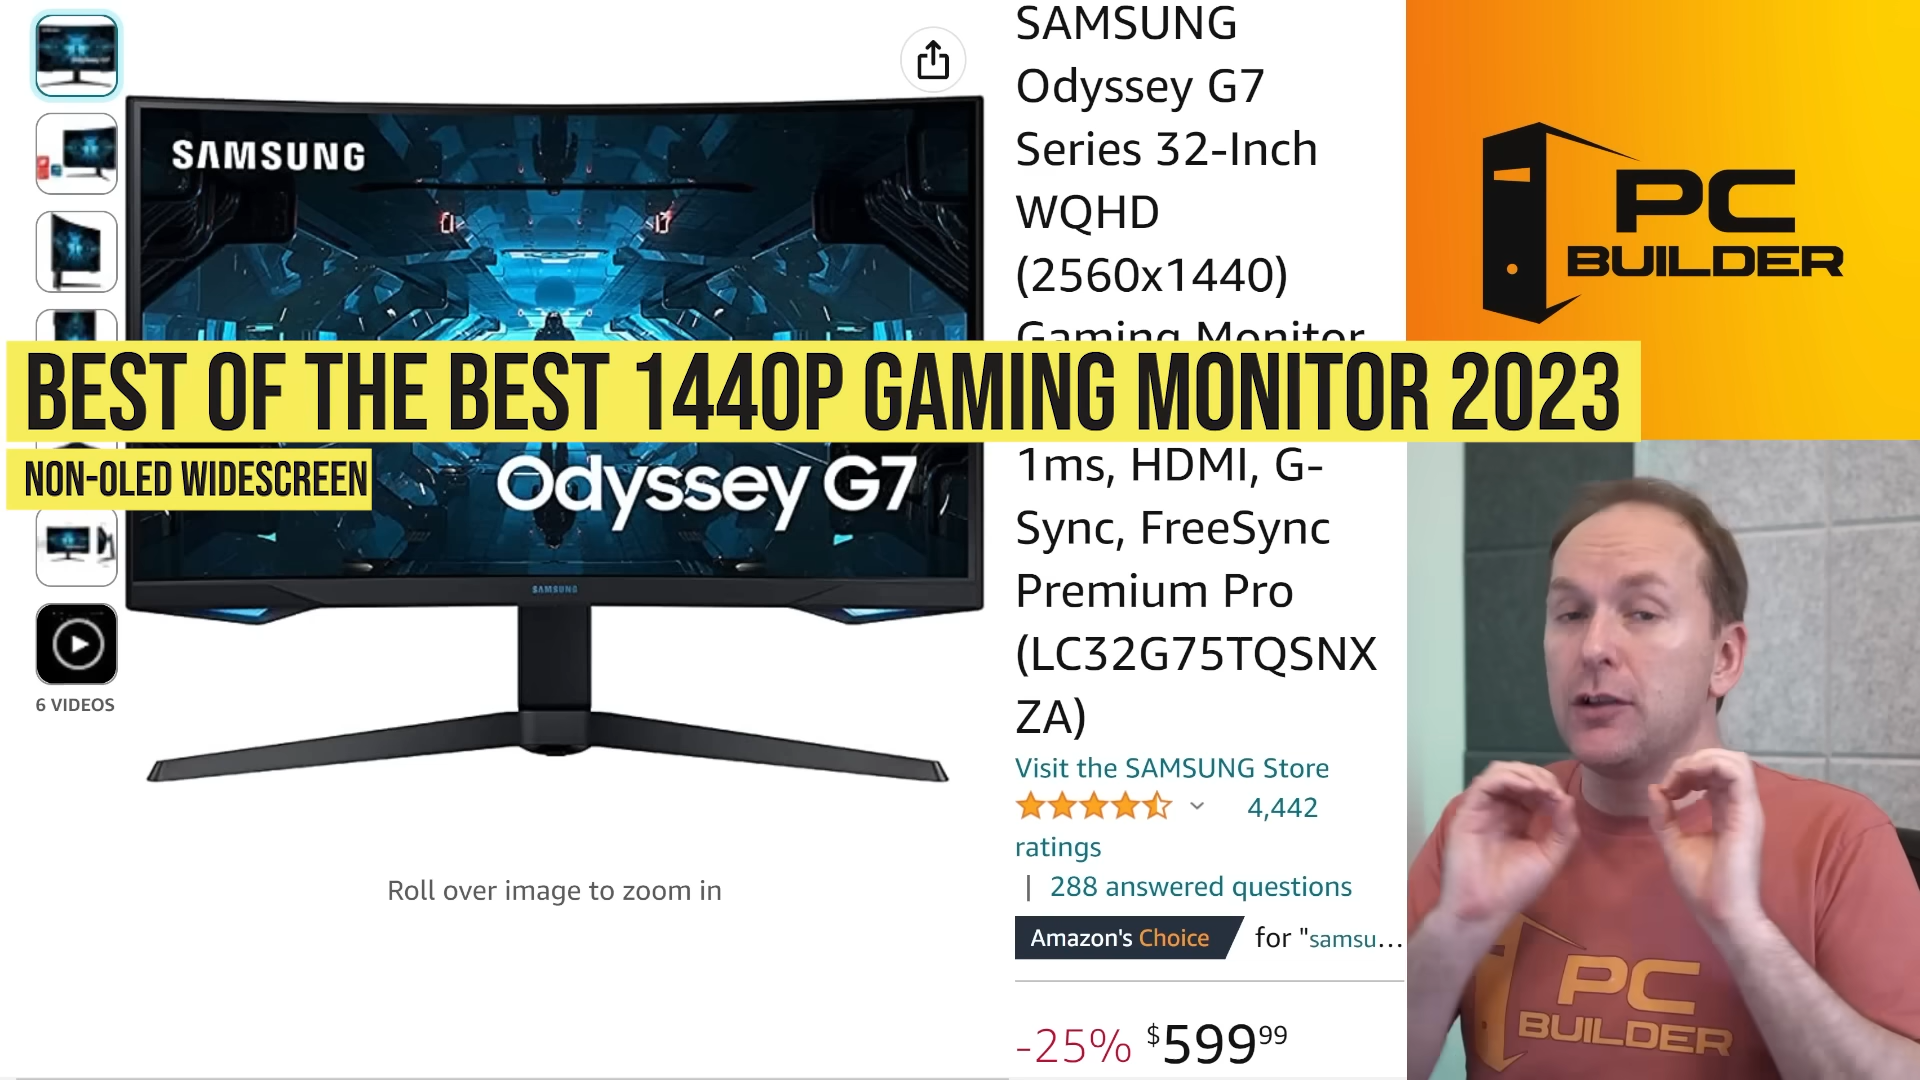 SAMSUNG
Odyssey G7
Series 32-Inch
WQHD
(2560x1440)
Gaming Monitor
1ms, HDMI, G-
Sync, FreeSync
Premium Pro
(LC32G75TQSNX
ZA)
Visit the SAMSUNG Store
4,442
ratings
| 288 answered questions
Amazon's Choice for "samsu...
-25% $599 99
SAMSUNG
Odyssey G7
SAMSUNG
BEST OF THE BEST 1440P GAMING MONITOR 2023
NON-OLED WIDESCREEN
6 VIDEOS
Roll over image to zoom in
PC
BUILDER
PC
BUILDER